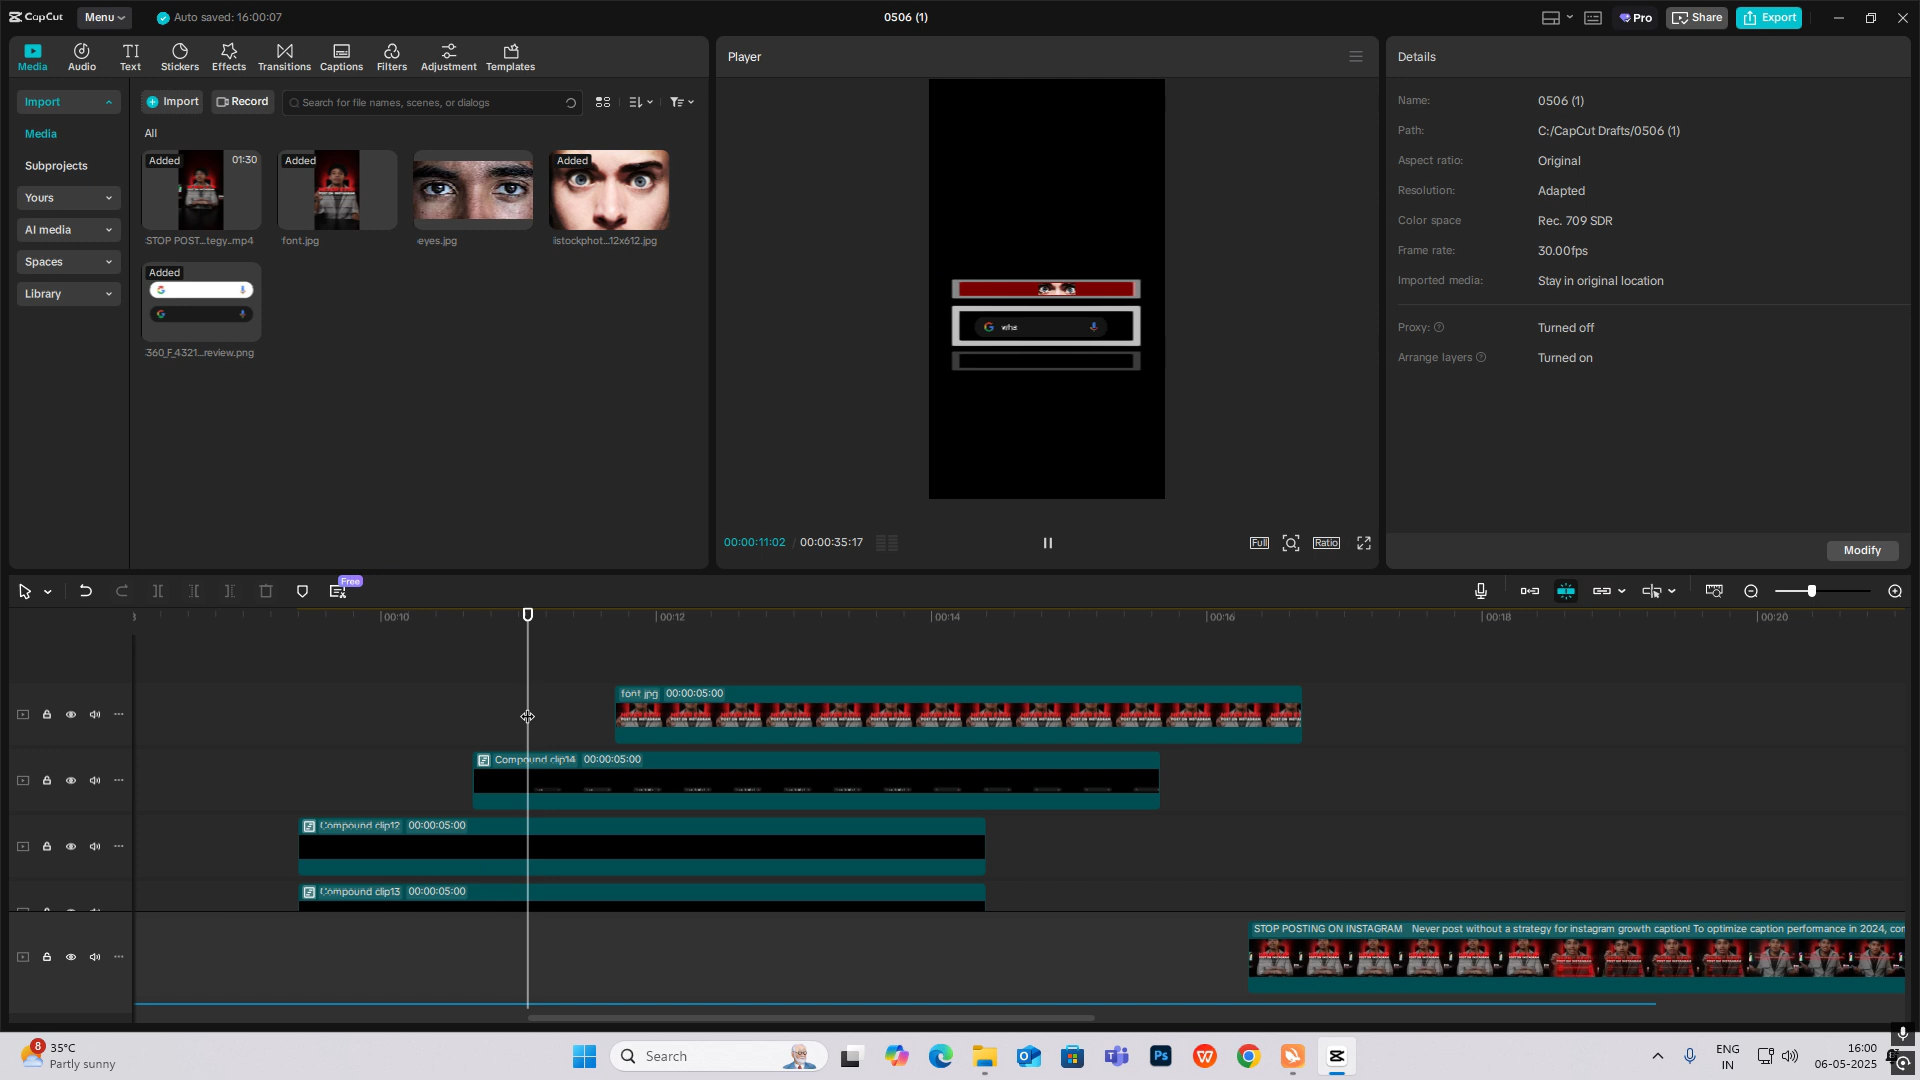 CapCut
Menu
Auto saved: 16:00:07
0506 (1)
Pro
Share
Export
Media
Audio
Text
Stickers
Effects
Transitions
Captions
Filters
Adjustment
Templates
Import
Media
Subprojects
Yours
AI media
Spaces
Library
Import
Record
Search for file names, scenes, or dialogs
All
Added 01:30
Added
Added
STOP POST...tegy_.mp4
font.jpg
eyes.jpg
istockphot...12x612.jpg
Added
360_F_4321...review.png
Player
00:00:11:02 / 00:00:35:17
Full
Ratio
Details
Name: 0506 (1)
Path: C:/CapCut Drafts/0506 (1)
Aspect ratio: Original
Resolution: Adapted
Color space Rec. 709 SDR
Frame rate: 30.00fps
Imported media: Stay in original location
Proxy: Turned off
Arrange layers Turned on
Modify
Free
00:10
00:12
00:14
00:16
00:18
00:20
font.jpg 00:00:05:00
Compound clip14 00:00:05:00
Compound clip12 00:00:05:00
Compound clip13 00:00:05:00
STOP POSTING ON INSTAGRAM Never post without a strategy for instagram growth caption! To optimize caption performance in 2024, con
8
35°C
Partly sunny
Search
Ps
ENG
IN
16:00
06-05-2025